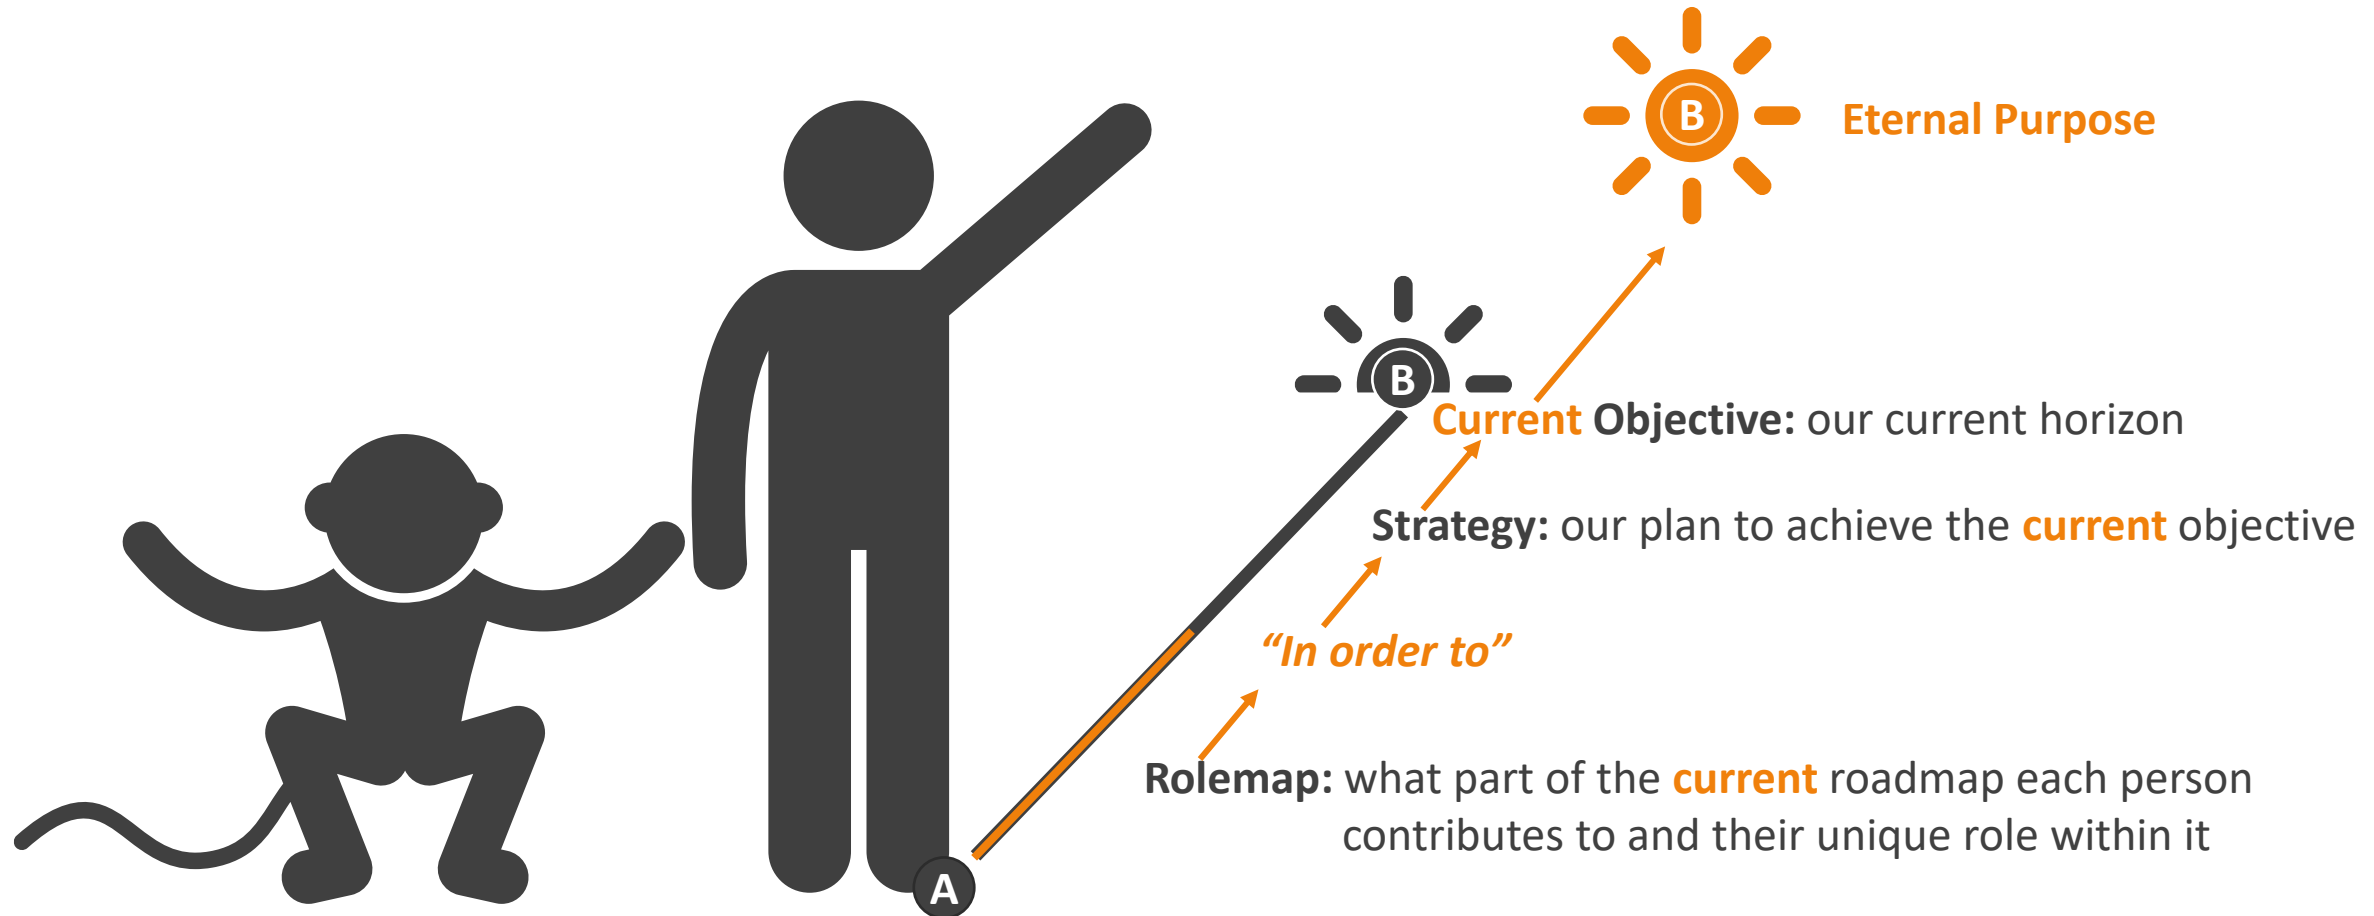 B
Eternal Purpose
B
Current Objective: our current horizon
Strategy: our plan to achieve the current objective
“In order to”
Rolemap: what part of the current roadmap each person
contributes to and their unique role within it
A